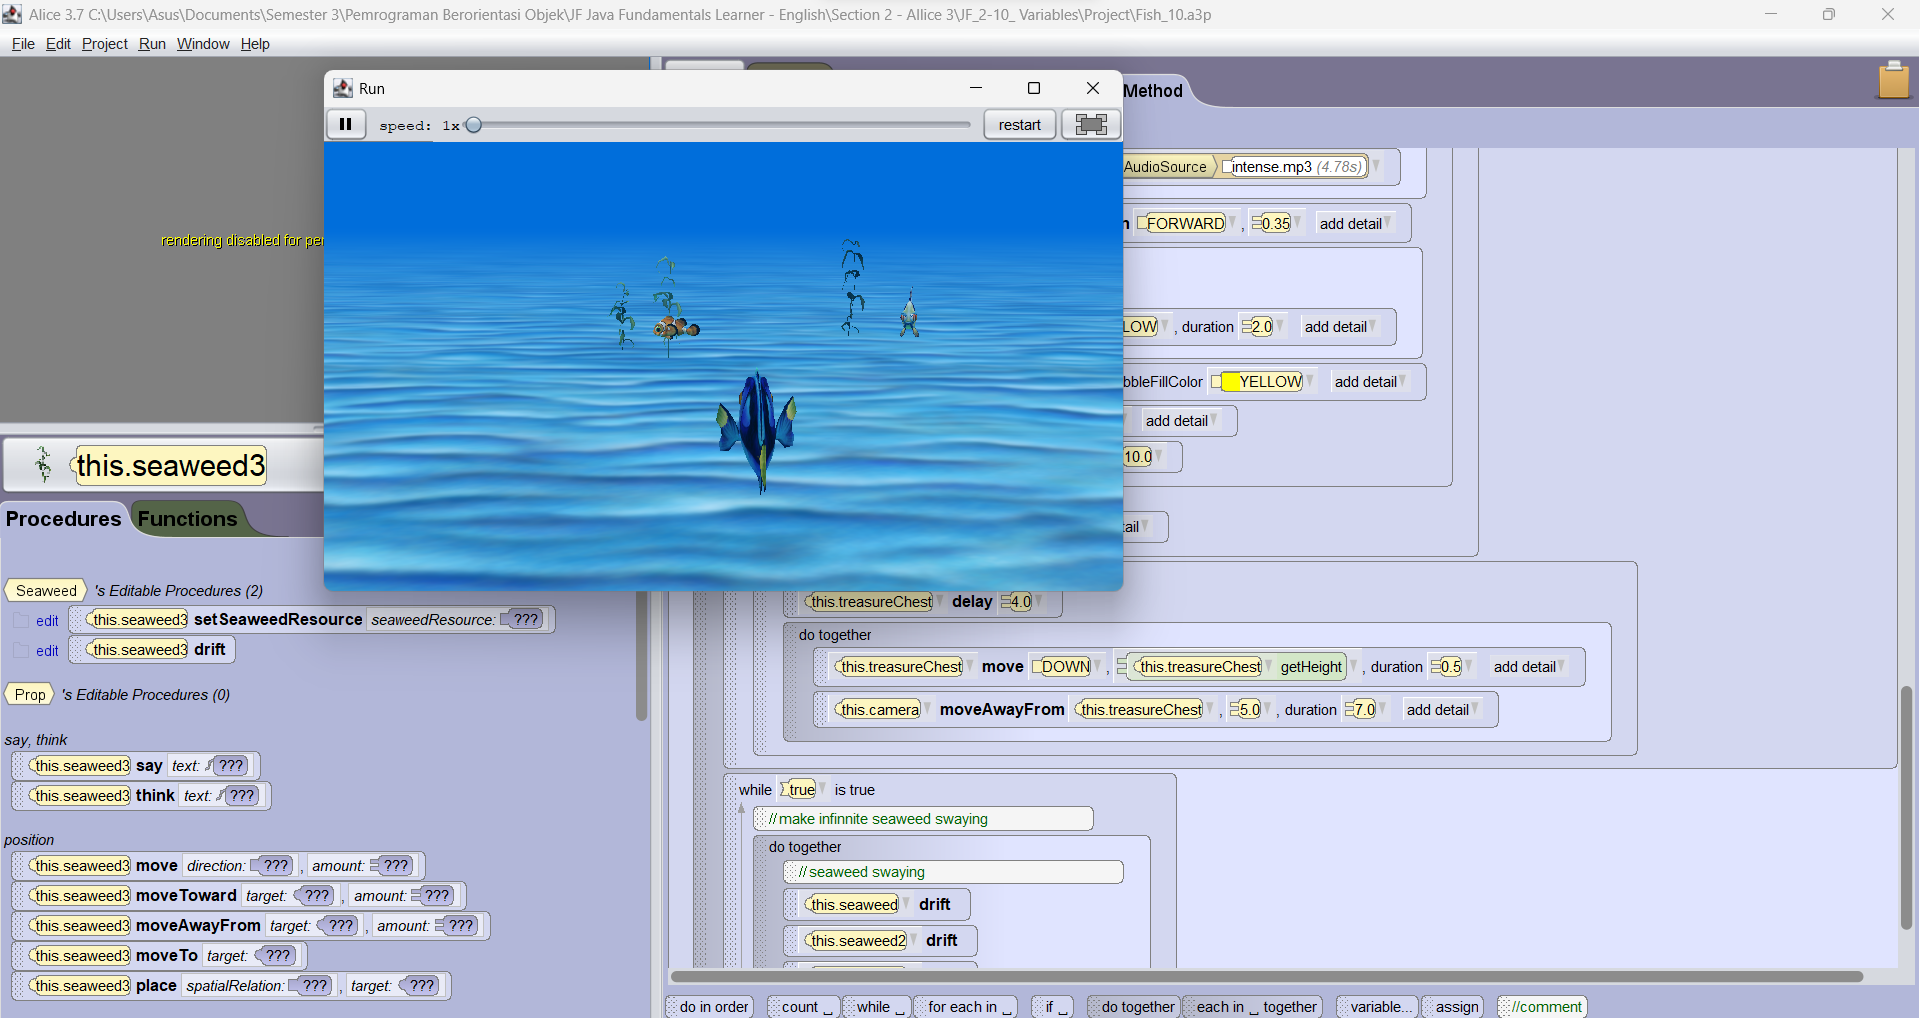 Alice 3.7 C:\Users\Asus\Documents\Semester 3\Pemrograman Berorientasi Objek\JF Java Fundamentals Learner - English\Section 2 - Allice 3\JF_2-10_ Variables\Project\Fish_10.a3p
File Edit Project Run Window Help
Run
speed: 1x
restart
rendering disabled for per
Method
AudioSource intense.mp3 (4.78s)
FORWARD , 0.35 add detail
LOW , duration 2.0 add detail
bbleFillColor YELLOW add detail
add detail
10.0
tail
this.seaweed3
Procedures Functions
Seaweed 's Editable Procedures (2)
edit this.seaweed3 setSeaweedResource seaweedResource: ???
edit this.seaweed3 drift
Prop 's Editable Procedures (0)
say, think
this.seaweed3 say text: ???
this.seaweed3 think text: ???
position
this.seaweed3 move direction: ??? , amount: ???
this.seaweed3 moveToward target: ??? , amount: ???
this.seaweed3 moveAwayFrom target: ??? , amount: ???
this.seaweed3 moveTo target: ???
this.seaweed3 place spatialRelation: ??? , target: ???
this.treasureChest delay 4.0
do together
this.treasureChest move DOWN , this.treasureChest getHeight , duration 0.5 add detail
this.camera moveAwayFrom this.treasureChest , 5.0 , duration 7.0 add detail
while true is true
//make infinnite seaweed swaying
do together
//seaweed swaying
this.seaweed drift
this.seaweed2 drift
do in order count _ while _ for each in _ if _ do together each in _ together variable... assign //comment